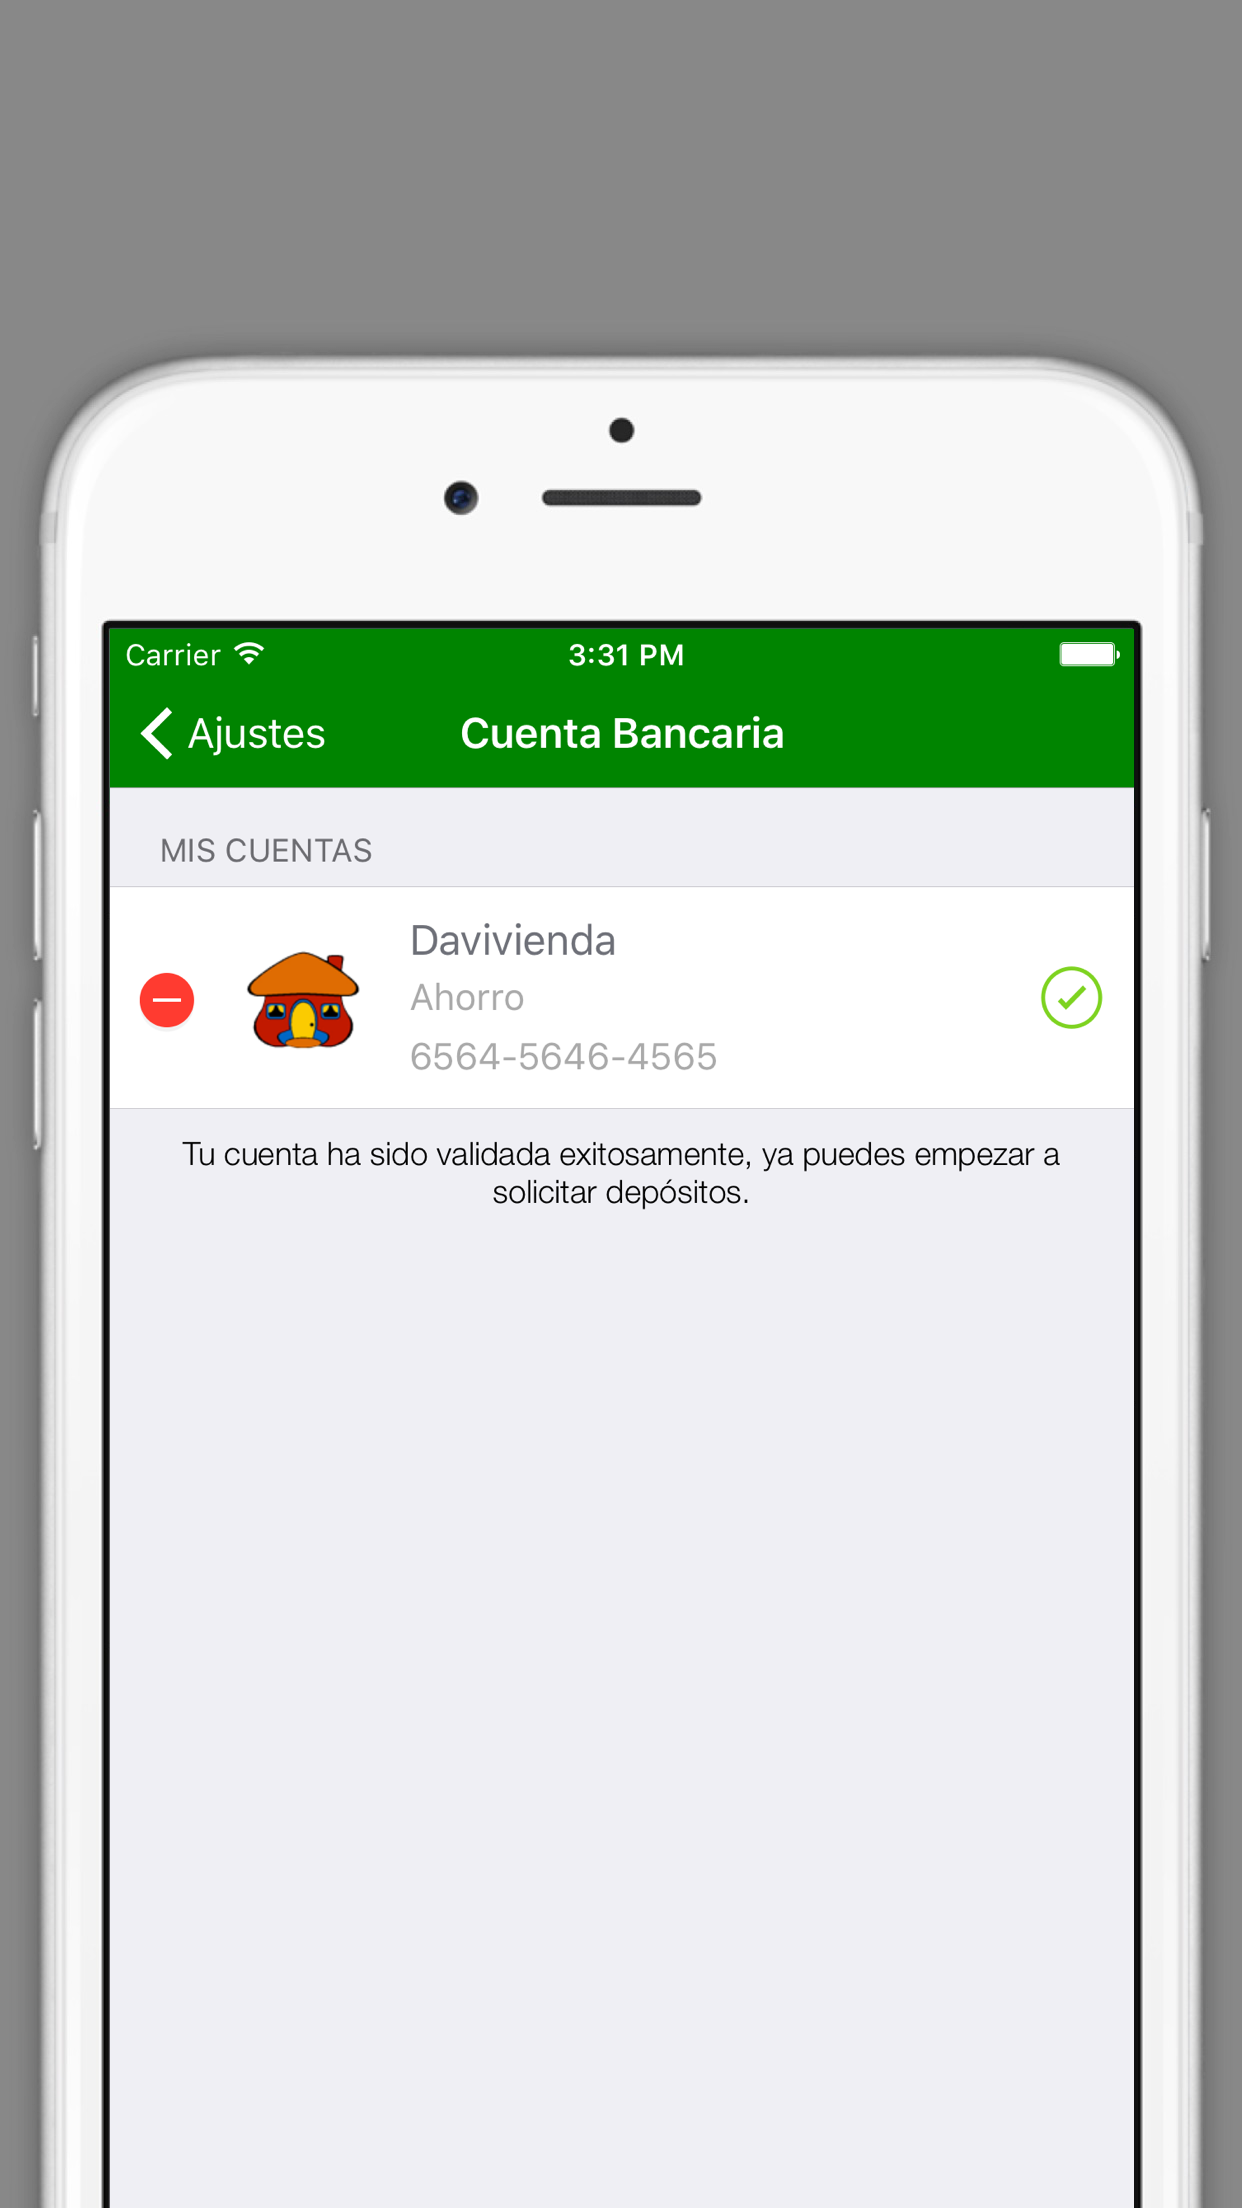 Carrier
3:31 PM
Ajustes
Cuenta Bancaria
MIS CUENTAS
Davivienda
Ahorro
6564-5646-4565
Tu cuenta ha sido validada exitosamente, ya puedes empezar a
solicitar depósitos.